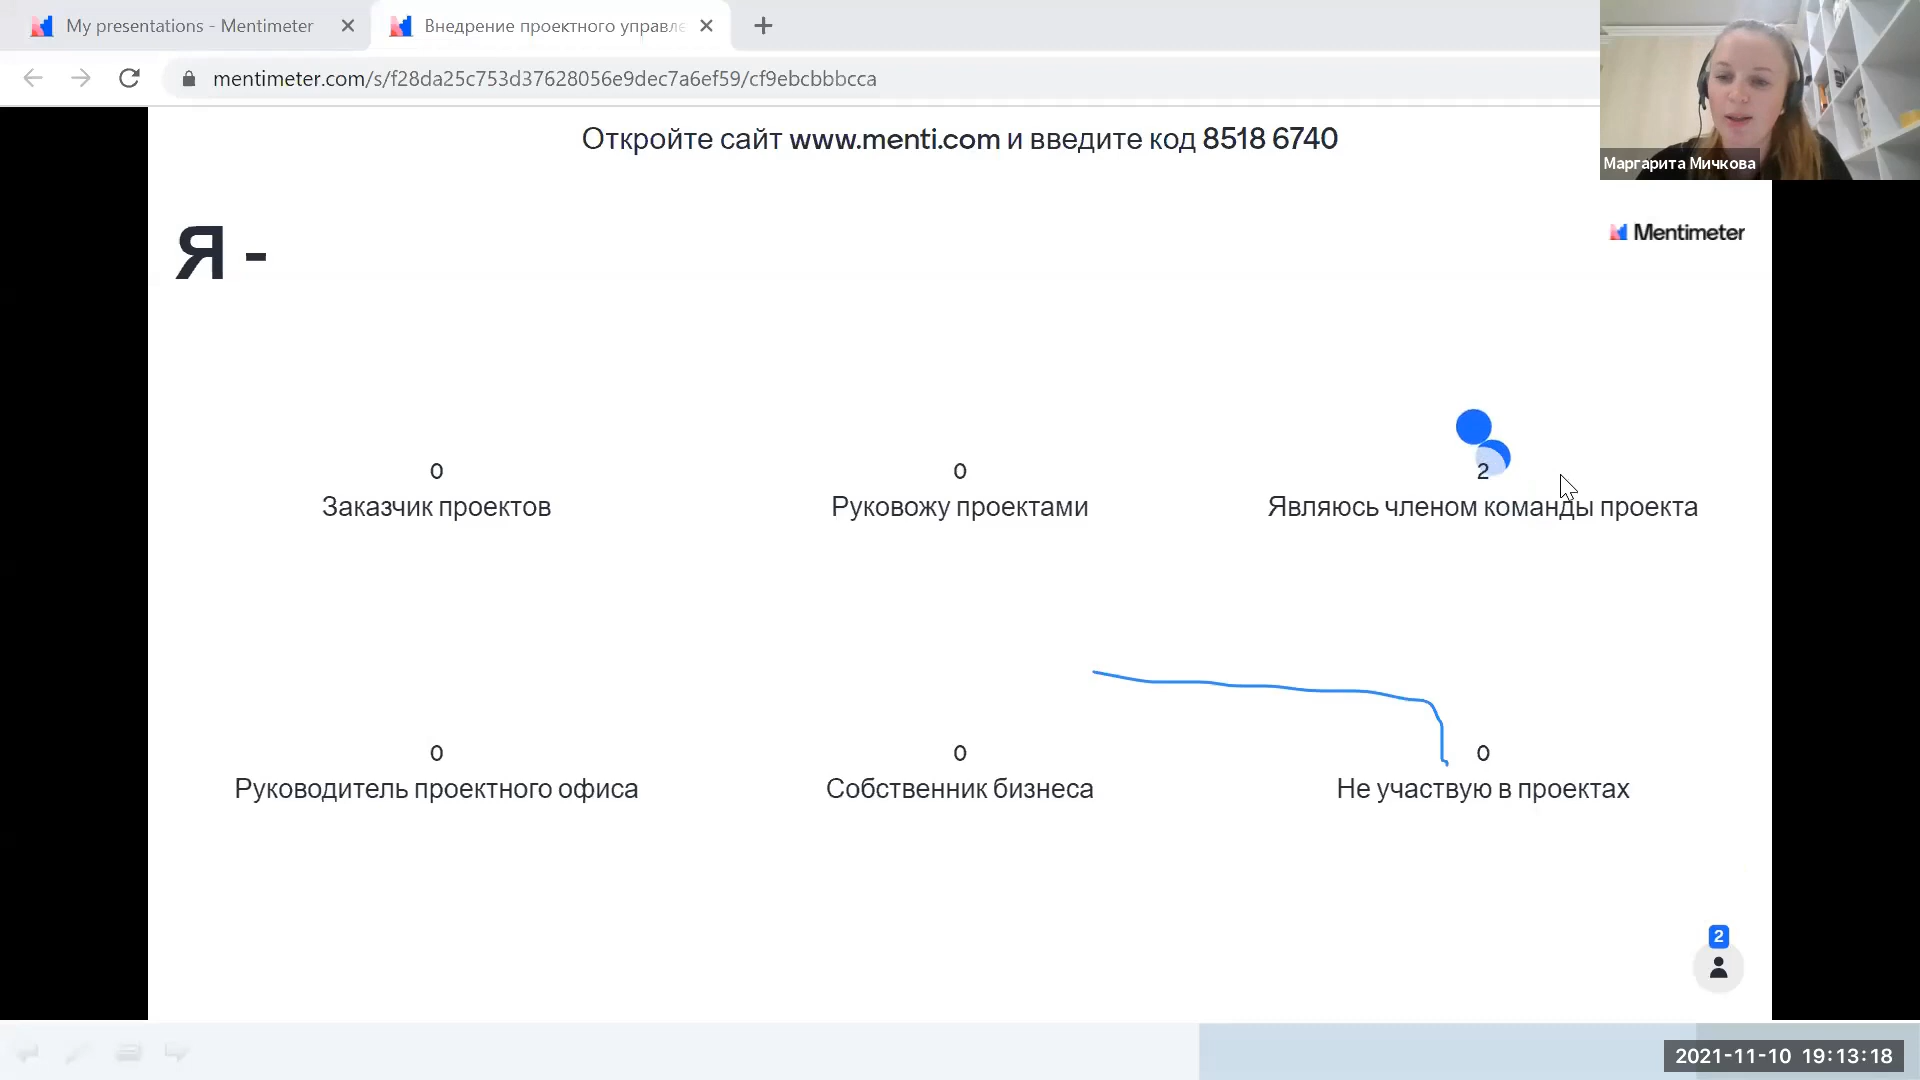 My presentations - Mentimeter
Внедрение проектного управле
mentimeter.com/s/f28da25c753d37628056e9dec7a6ef59/cf9ebcbbbcca
Маргарита Мичкова
Откройте сайт www.menti.com и введите код 8518 6740
Я -
Mentimeter
0
Заказчик проектов
0
Руковожу проектами
2
Являюсь членом команды проекта
0
Руководитель проектного офиса
0
Собственник бизнеса
0
Не участвую в проектах
2
2021-11-10 19:13:18